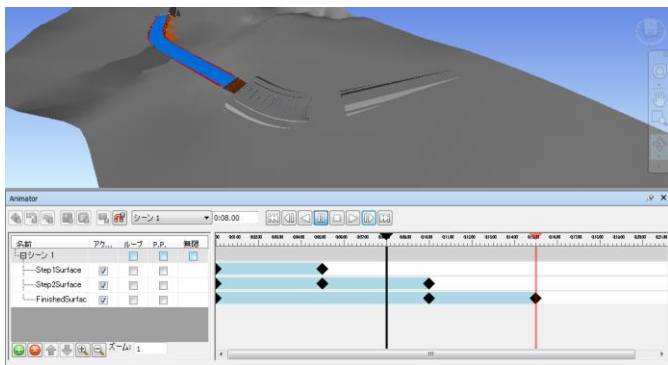 Animator
シーン 1 0:08.00
名前 アク... ループ P.P. 無限
シーン 1
Step1Surface
Step2Surface
FinishedSurfac
ズーム: 1